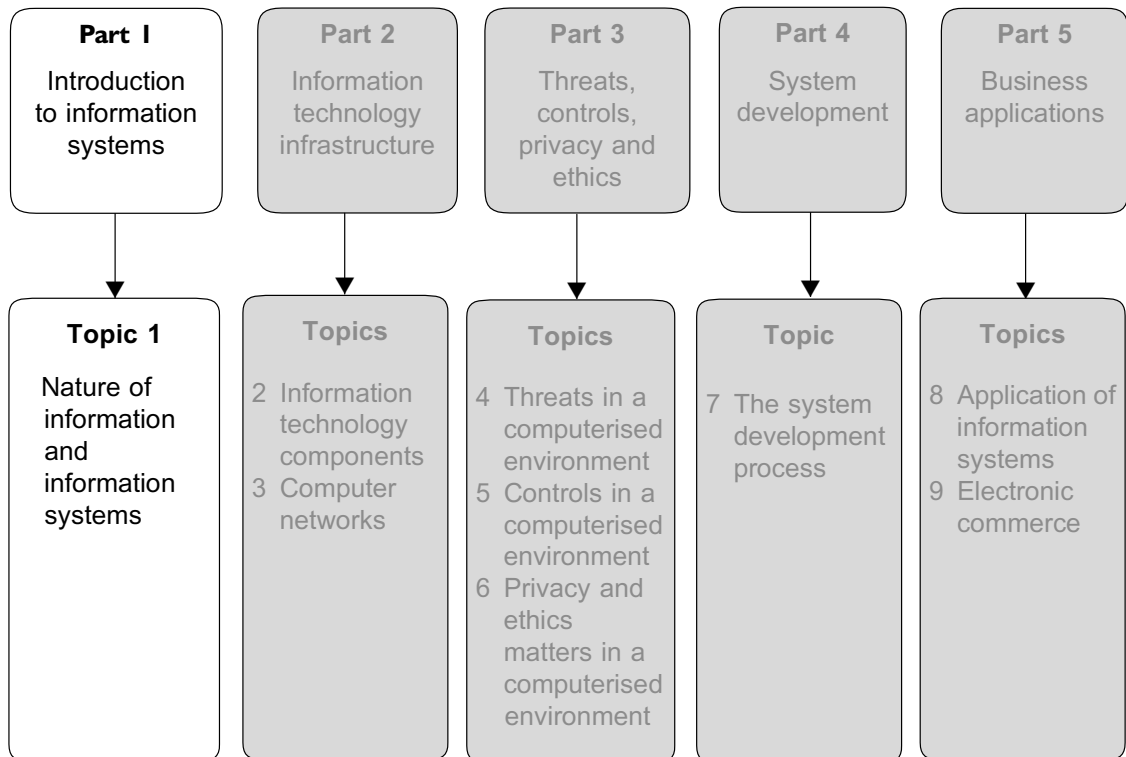 Part 1
Introduction
to information
systems
Part 2
Information
technology
infrastructure
Part 3
Threats,
controls,
privacy and
ethics
Part 4
System
development
Part 5
Business
applications
Topic 1
Nature of
information
and
information
systems
Topics
2 Information
technology
components
3 Computer
networks
Topics
4 Threats in a
computerised
environment
5 Controls in a
computerised
environment
6 Privacy and
ethics
matters in a
computerised
environment
Topic
7 The system
development
process
Topics
8 Application of
information
systems
9 Electronic
commerce